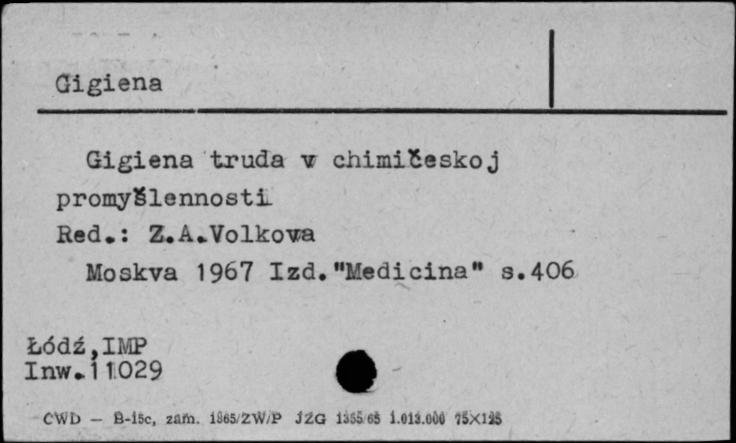 Gigiena
Gigiena truda v chimičeskoj
promyšlennosti
Red.: Z.A.Volkova
Moskva 1967 Izd."Medicina" s.406
Łódź,IMP
Inw.11029
CWD — B-15c, zam. 1865/ZW/P JZG 1355/65 1.013.000 75X125